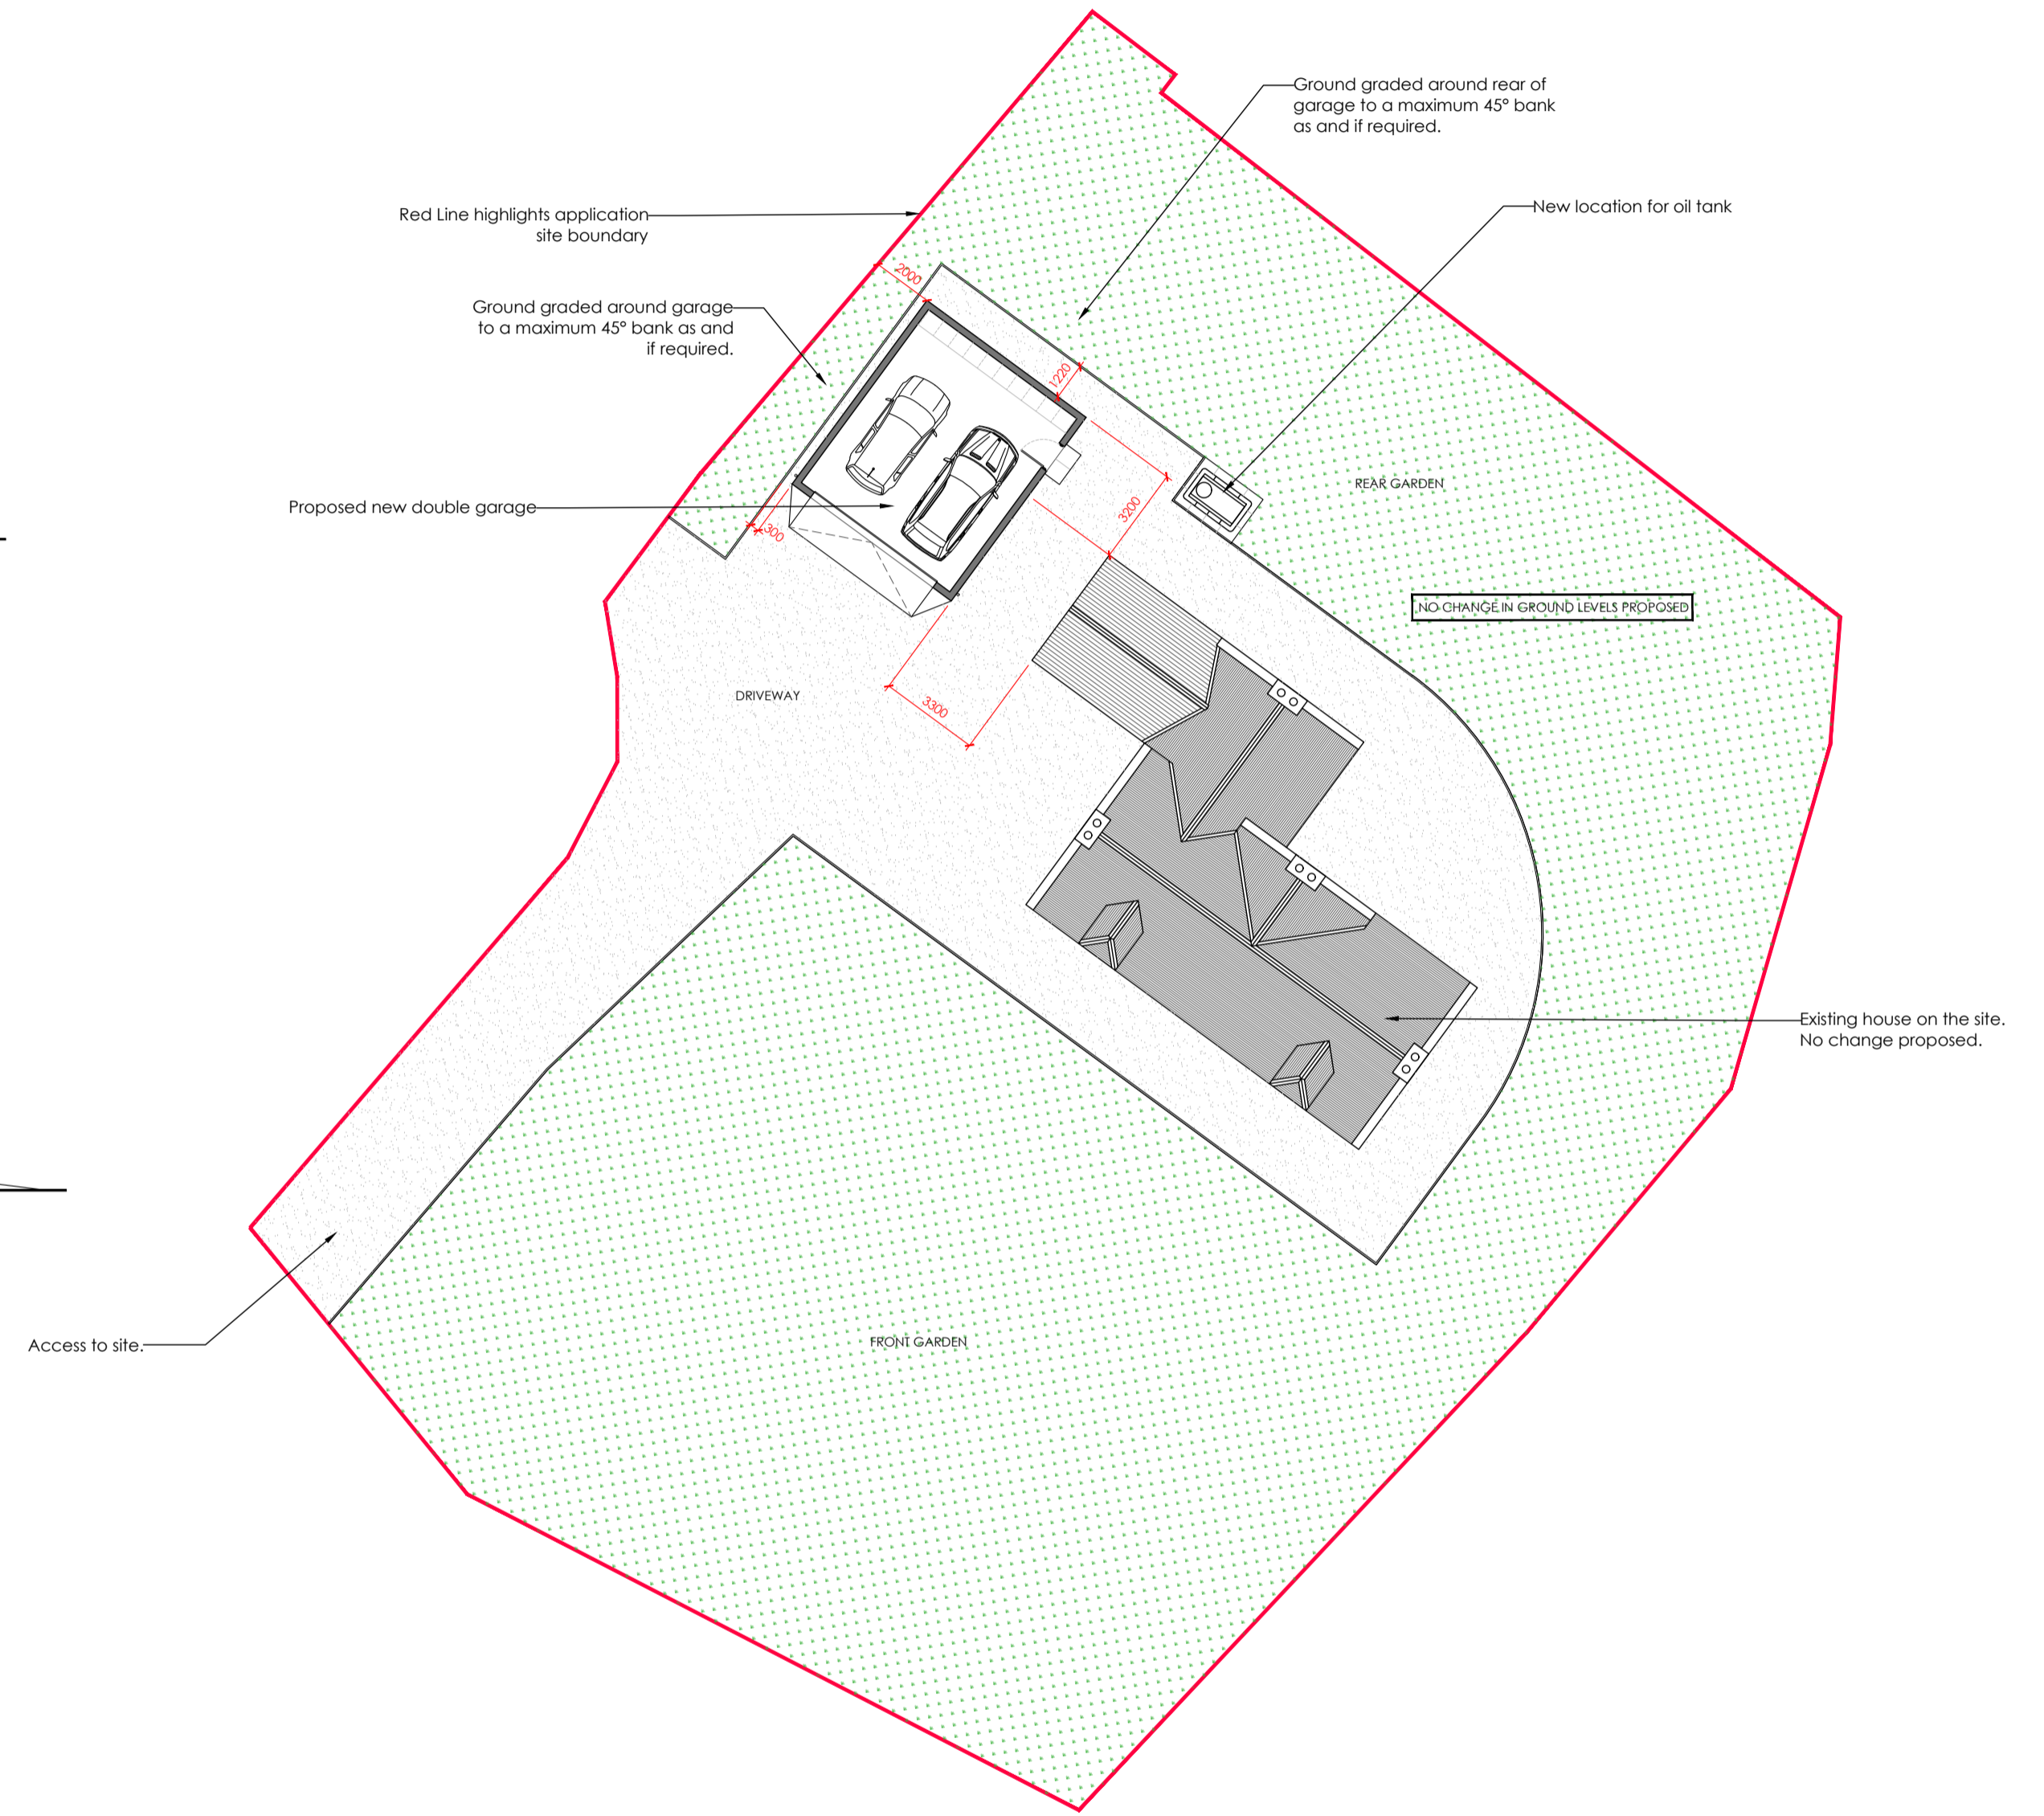 Ground graded around rear of
garage to a maximum 45° bank
as and if required.
New location for oil tank
Red Line highlights application
site boundary
2000
Ground graded around garage
to a maximum 45° bank as and
if required.
1220
REAR GARDEN
Proposed new double garage
3200
300
NO CHANGE IN GROUND LEVELS PROPOSED
DRIVEWAY
3300
Existing house on the site.
No change proposed.
FRONT GARDEN
Access to site.